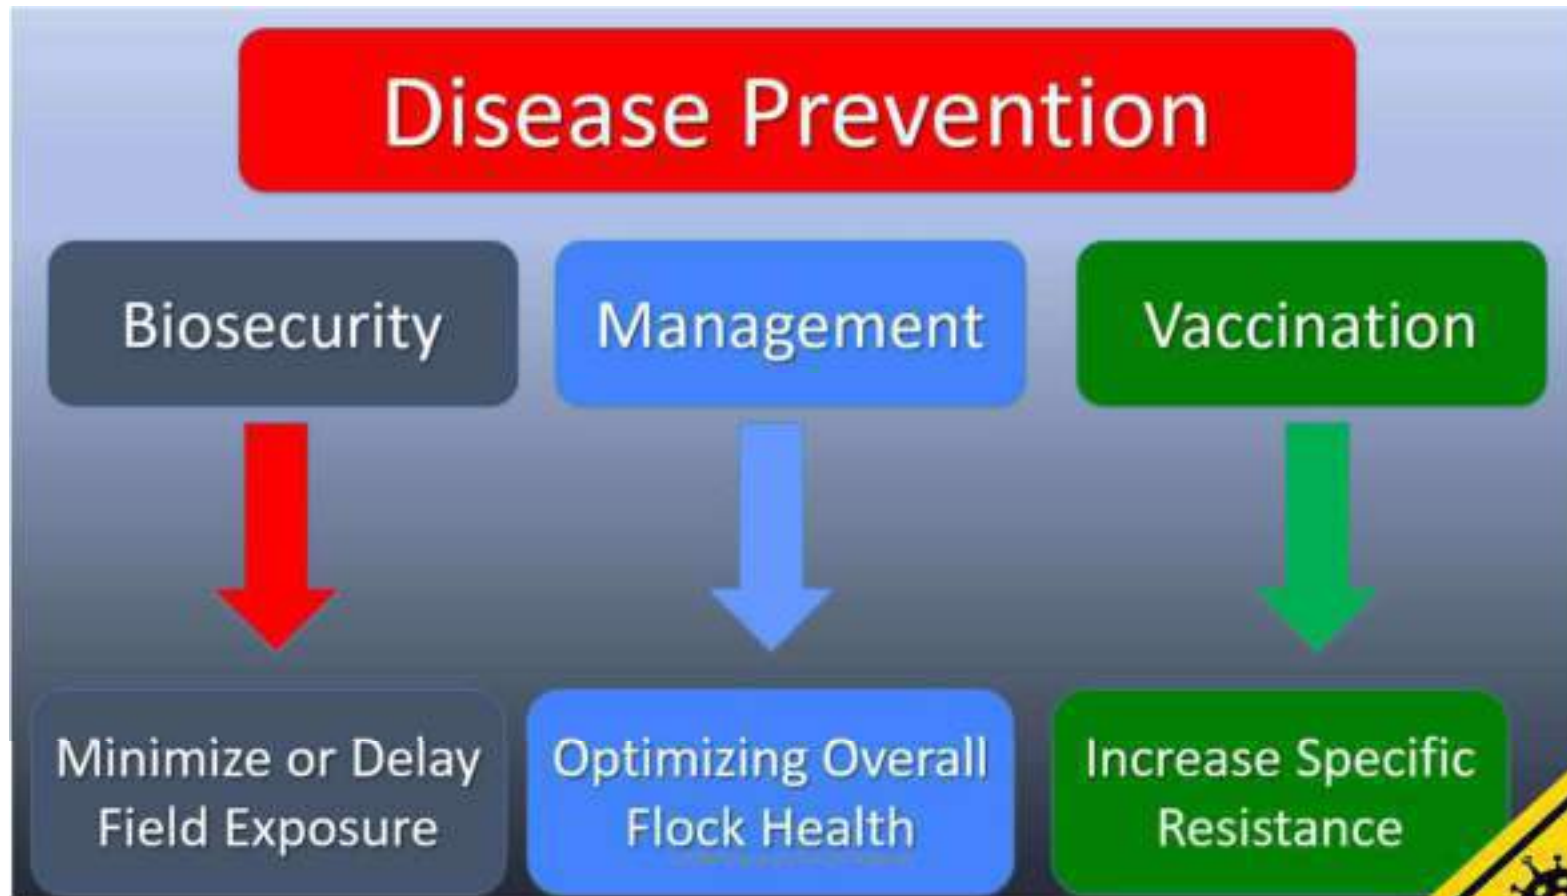 Disease Prevention
Biosecurity
Management
Vaccination
Minimize or Delay
Field Exposure
Optimizing Overall
Flock Health
Increase Specific
Resistance